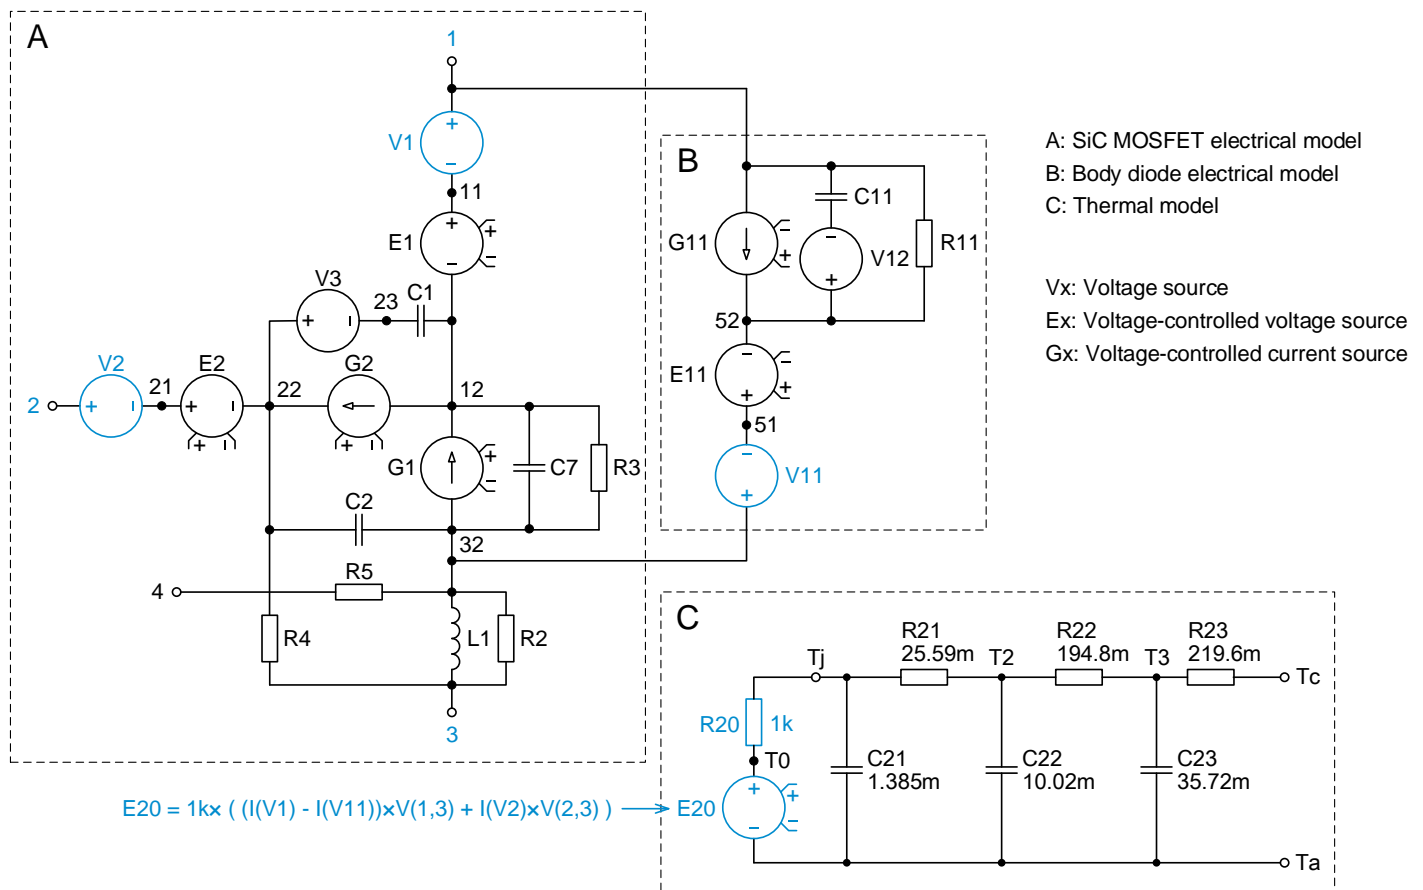 A
1
V1
11
E1
V3
23
C1
V2
21
E2
22
G2
12
2
G1
C7
R3
C2
32
4
R5
R4
L1
R2
3
B
G11
C11
V12
R11
52
E11
51
V11
A: SiC MOSFET electrical model
B: Body diode electrical model
C: Thermal model
Vx: Voltage source
Ex: Voltage-controlled voltage source
Gx: Voltage-controlled current source
C
Tj
R21
25.59m
T2
R22
194.8m
T3
R23
219.6m
Tc
R20 1k
T0
C21
1.385m
C22
10.02m
C23
35.72m
E20 = 1k× ( (I(V1) - I(V11))×V(1,3) + I(V2)×V(2,3) )
E20
Ta